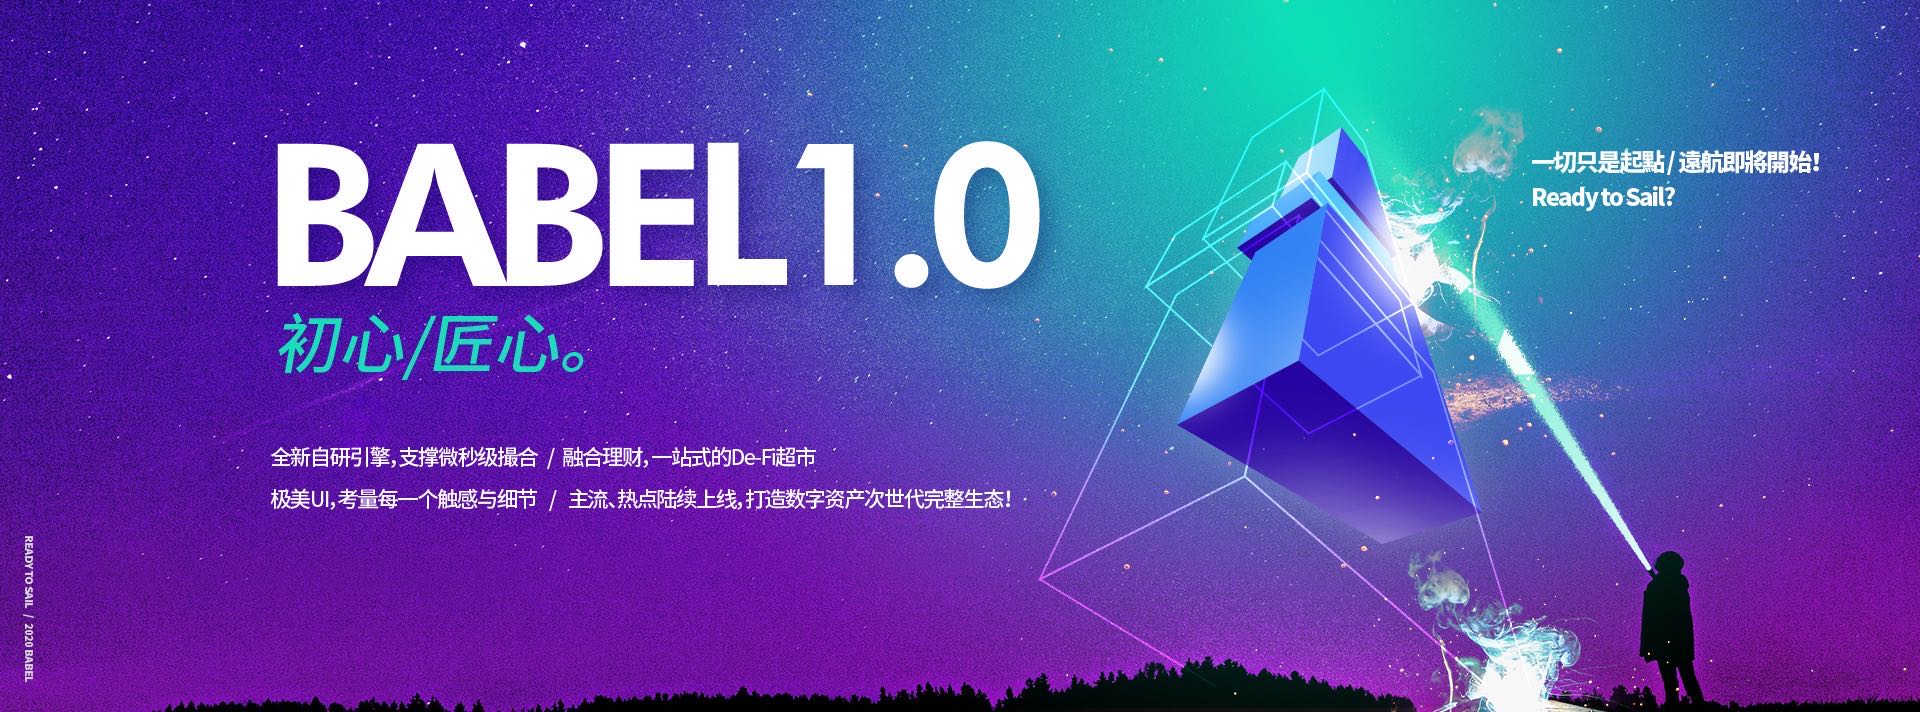 BABEL1.0
初心/匠心。
全新自研引擎,支撑微秒级撮合 / 融合理财,一站式的De-Fi超市
极美UI,考量每一个触感与细节 / 主流、热点陆续上线,打造数字资产次世代完整生态!
一切只是起點/遠航即將開始!
Ready to Sail?
READY TO SAIL / 2020 BABEL